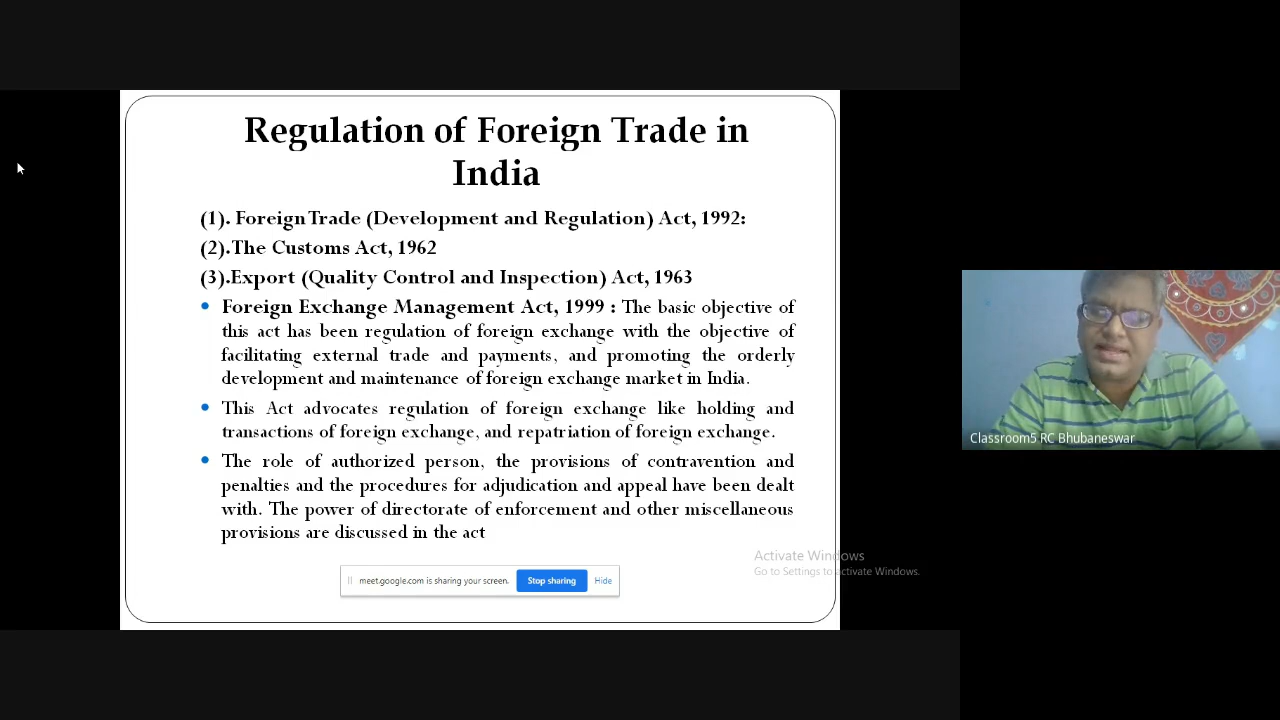 Regulation of Foreign Trade in
India
(1). Foreign Trade (Development and Regulation) Act, 1992:
(2).The Customs Act, 1962
(3).Export (Quality Control and Inspection) Act, 1963
Foreign Exchange Management Act, 1999 : The basic objective of
this act has been regulation of foreign exchange with the objective of
facilitating external trade and payments, and promoting the orderly
development and maintenance of foreign exchange market in India.
This Act advocates regulation of foreign exchange like holding and
transactions of foreign exchange, and repatriation of foreign exchange.
The role of authorized person, the provisions of contravention and
penalties and the procedures for adjudication and appeal have been dealt
with. The power of directorate of enforcement and other miscellaneous
provisions are discussed in the act
meet.google.com is sharing your screen. Stop sharing Hide
Activate Windows
Go to Settings to activate Windows.
Classroom5 RC Bhubaneswar